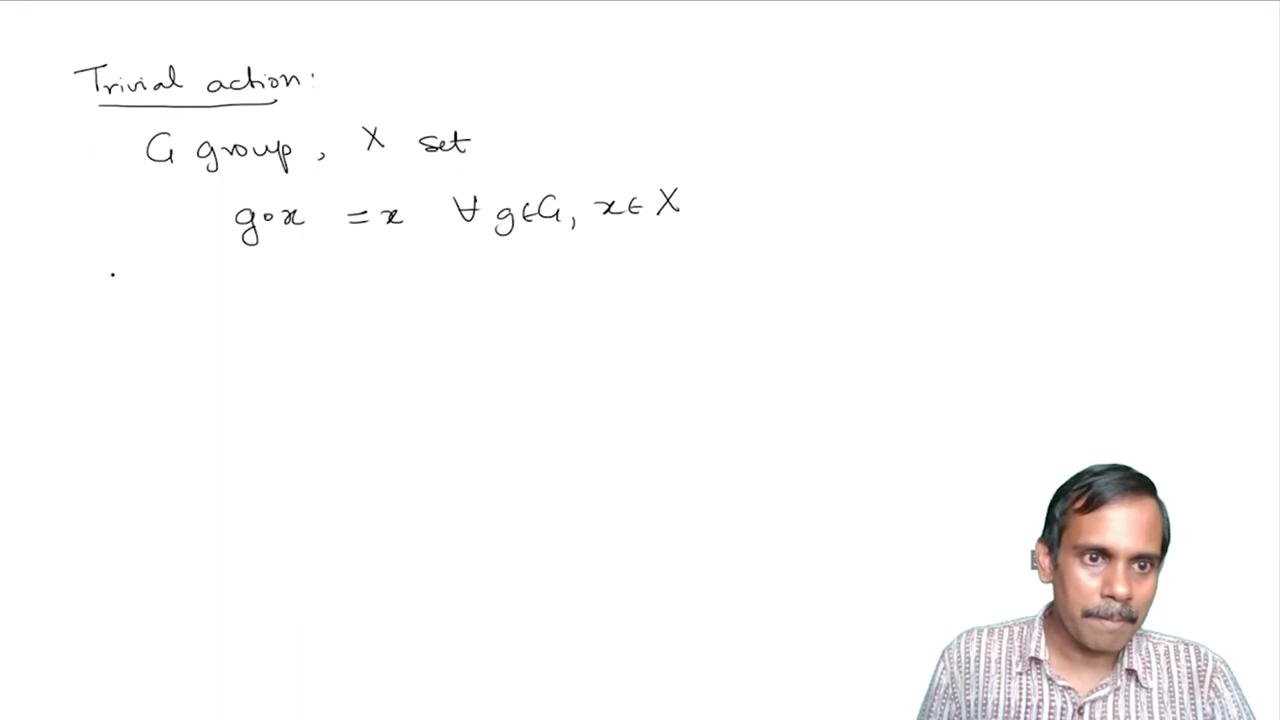 Trivial action:
G group, X set
g∘x = x ∀ g∈G, x∈X